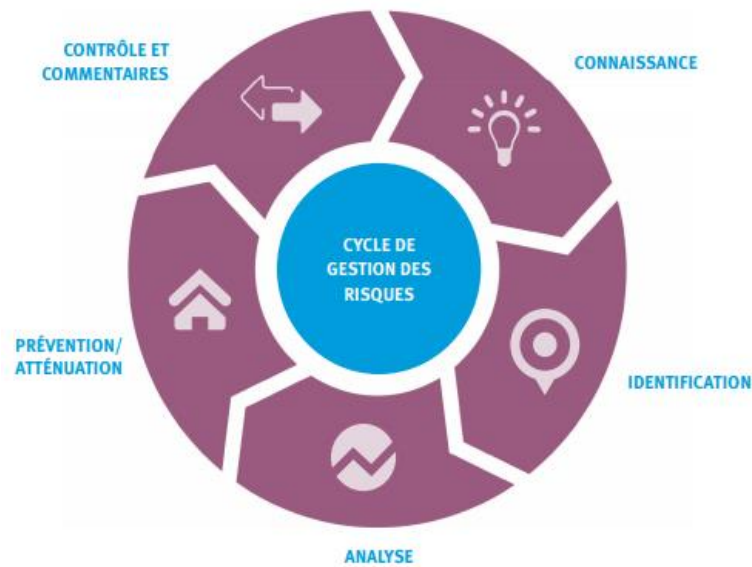 CONTRÔLE ET
COMMENTAIRES
CONNAISSANCE
CYCLE DE
GESTION DES
RISQUES
PRÉVENTION/
ATTÉNUATION
IDENTIFICATION
ANALYSE